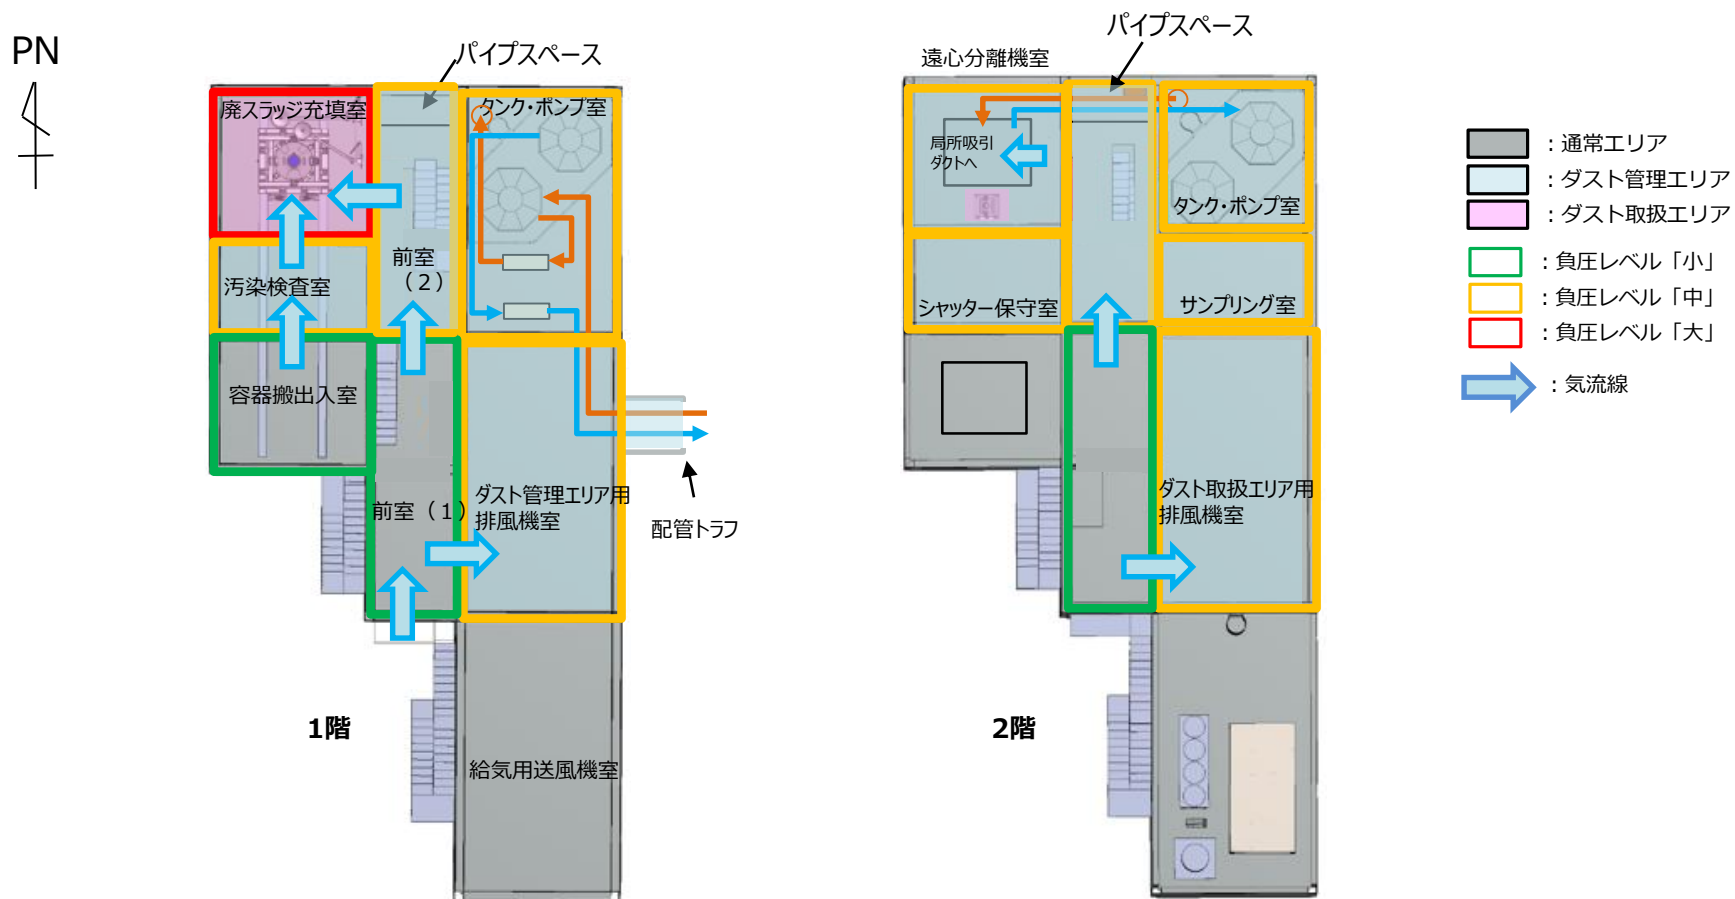 PN
パイプスペース
廃スラッジ充填室
タンク・ポンプ室
前室
（２）
汚染検査室
容器搬出入室
前室（１）
ダスト管理エリア用
排風機室
配管トラフ
1階
給気用送風機室
パイプスペース
遠心分離機室
局所吸引
ダクトへ
タンク・ポンプ室
シャッター保守室
サンプリング室
ダスト取扱エリア用
排風機室
2階
：通常エリア
：ダスト管理エリア
：ダスト取扱エリア
：負圧レベル「小」
：負圧レベル「中」
：負圧レベル「大」
：気流線